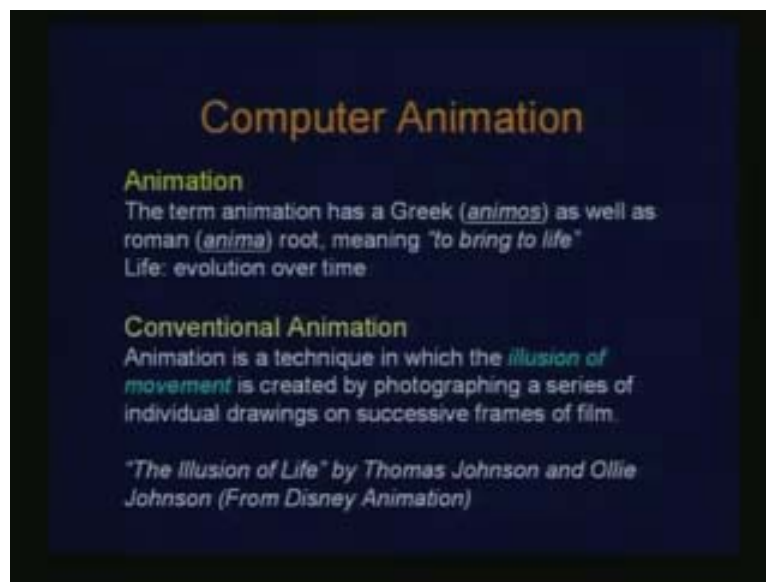 Computer Animation
Animation
The term animation has a Greek (animos) as well as
roman (anima) root, meaning "to bring to life"
Life: evolution over time
Conventional Animation
Animation is a technique in which the illusion of
movement is created by photographing a series of
individual drawings on successive frames of film.
"The Illusion of Life" by Thomas Johnson and Ollie
Johnson (From Disney Animation)